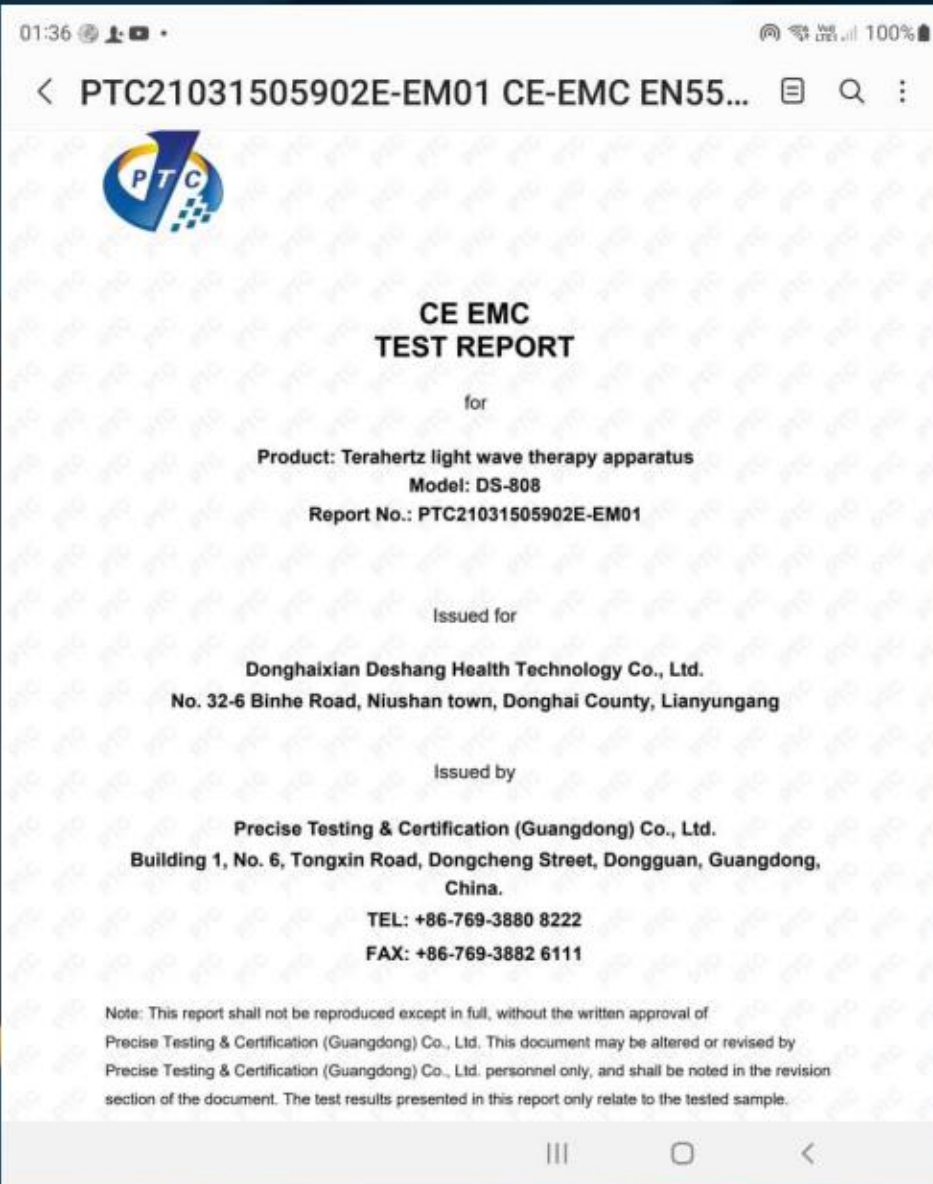 01:36
100%
PTC21031505902E-EM01 CE-EMC EN55...
PTC
CE EMC
TEST REPORT
for
Product: Terahertz light wave therapy apparatus
Model: DS-808
Report No.: PTC21031505902E-EM01
Issued for
Donghaixian Deshang Health Technology Co., Ltd.
No. 32-6 Binhe Road, Niushan town, Donghai County, Lianyungang
Issued by
Precise Testing & Certification (Guangdong) Co., Ltd.
Building 1, No. 6, Tongxin Road, Dongcheng Street, Dongguan, Guangdong,
China.
TEL: +86-769-3880 8222
FAX: +86-769-3882 6111
Note: This report shall not be reproduced except in full, without the written approval of
Precise Testing & Certification (Guangdong) Co., Ltd. This document may be altered or revised by
Precise Testing & Certification (Guangdong) Co., Ltd. personnel only, and shall be noted in the revision
section of the document. The test results presented in this report only relate to the tested sample.